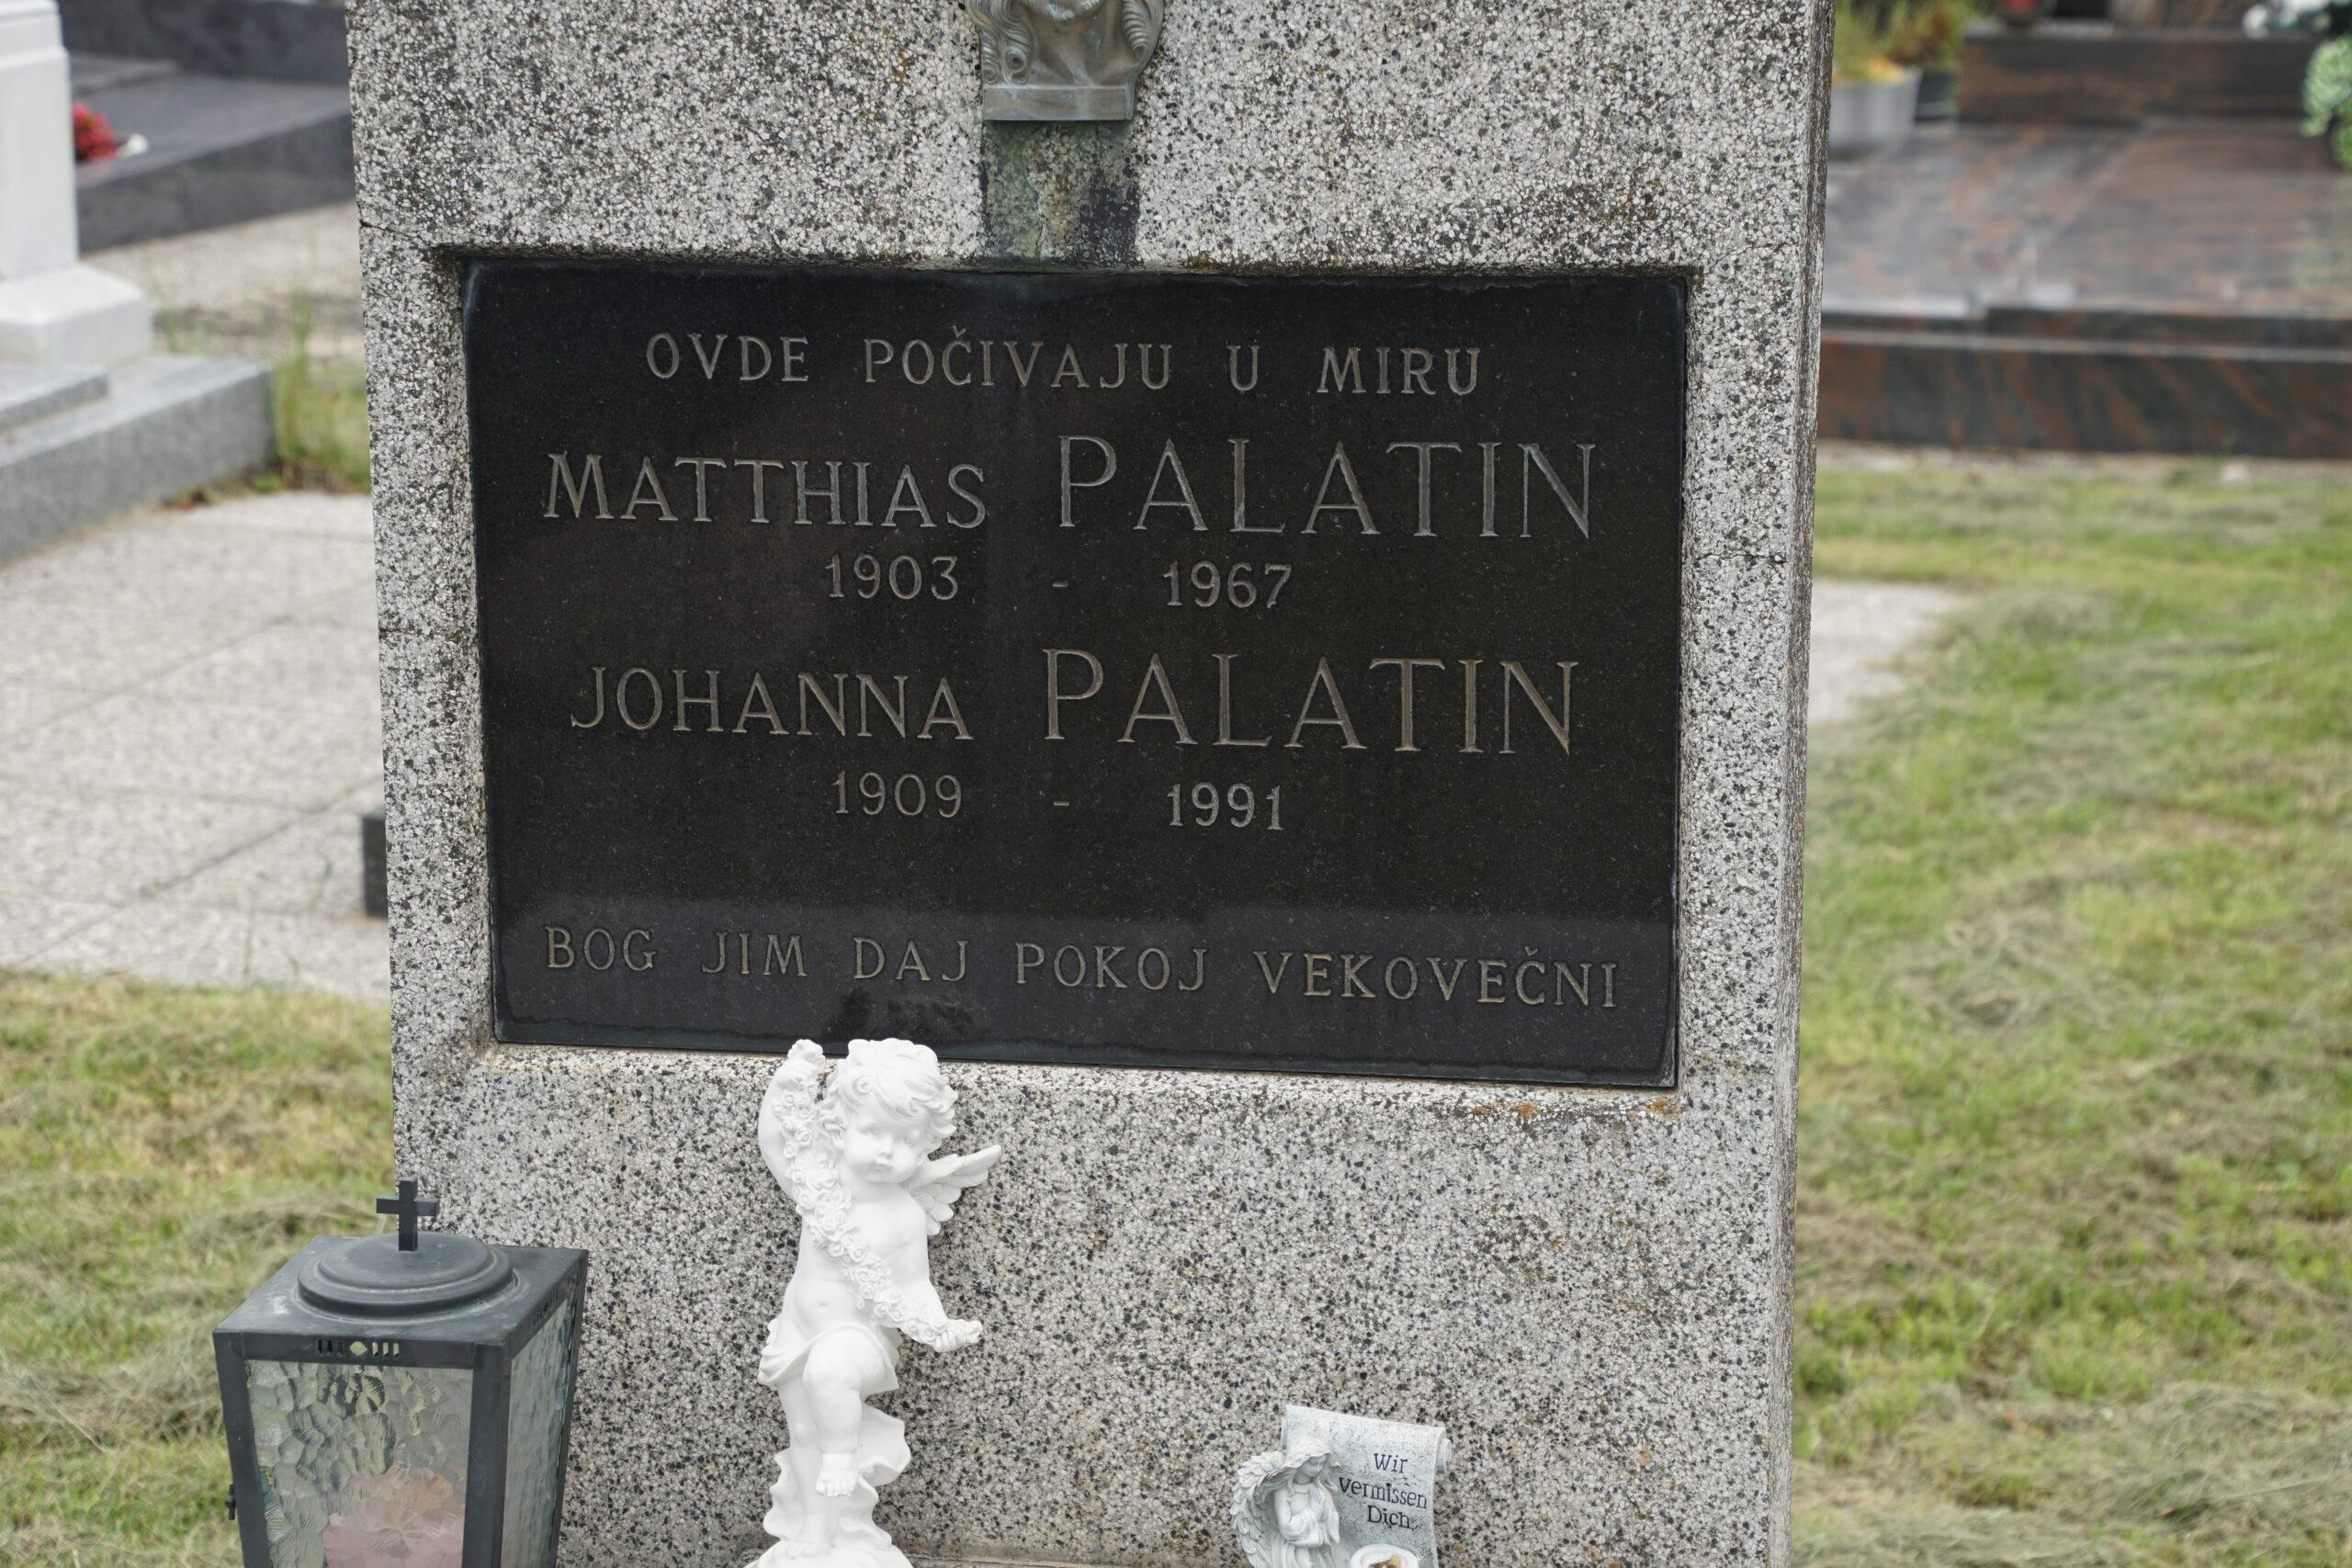 OVDE POČIVAJU U MIRU
MATTHIAS PALATIN
1903 - 1967
JOHANNA PALATIN
1909 - 1991
BOG JIM DAJ POKOJ VEKOVEČNI
Wir
vermissen
Dich